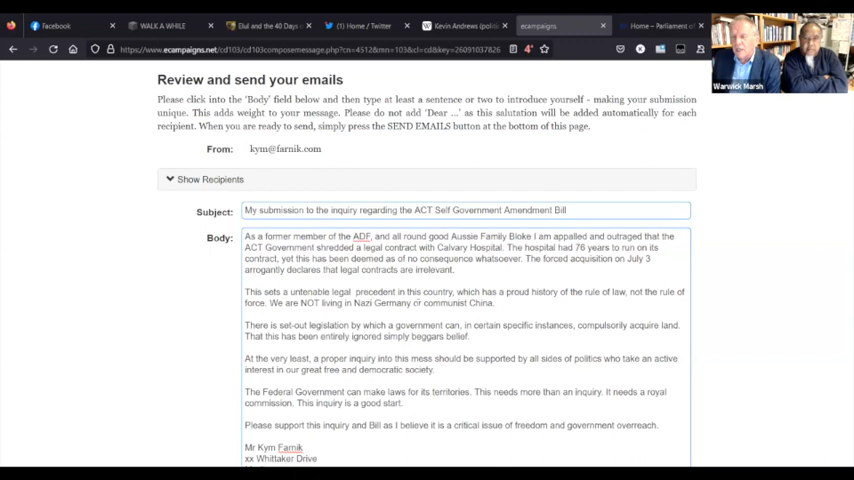 Facebook
WALK A WHILE
Elul and the 40 Days o
(1) Home / Twitter
Kevin Andrews (politi
ecampaigns
Home – Parliament of
https://www.ecampaigns.net/cd103/cd103composemessage.php?cn=4512&mn=103&cl=cd&key=26091037826
Warwick Marsh
Review and send your emails
Please click into the 'Body' field below and then type at least a sentence or two to introduce yourself - making your submission
unique. This adds weight to your message. Please do not add 'Dear ...' as this salutation will be added automatically for each
recipient. When you are ready to send, simply press the SEND EMAILS button at the bottom of this page.
From: kym@farnik.com
Show Recipients
Subject: My submission to the inquiry regarding the ACT Self Government Amendment Bill
Body: As a former member of the ADF, and all round good Aussie Family Bloke I am appalled and outraged that the
ACT Government shredded a legal contract with Calvary Hospital. The hospital had 76 years to run on its
contract, yet this has been deemed as of no consequence whatsoever. The forced acquisition on July 3
arrogantly declares that legal contracts are irrelevant.
This sets a untenable legal precedent in this country, which has a proud history of the rule of law, not the rule of
force. We are NOT living in Nazi Germany or communist China.
There is set-out legislation by which a government can, in certain specific instances, compulsorily acquire land.
That this has been entirely ignored simply beggars belief.
At the very least, a proper inquiry into this mess should be supported by all sides of politics who take an active
interest in our great free and democratic society.
The Federal Government can make laws for its territories. This needs more than an inquiry. It needs a royal
commission. This inquiry is a good start.
Please support this inquiry and Bill as I believe it is a critical issue of freedom and government overreach.
Mr Kym Farnik
xx Whittaker Drive